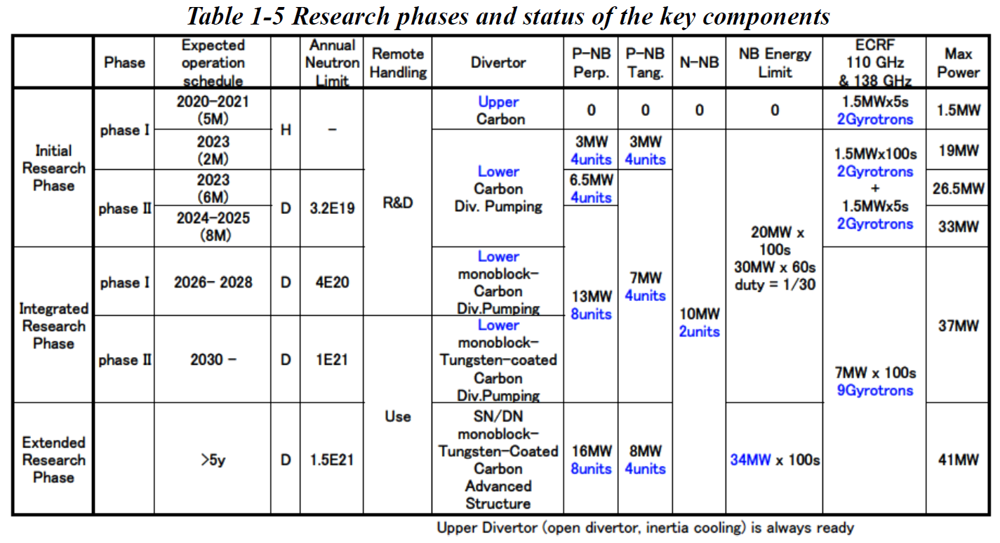 Table 1-5 Research phases and status of the key components
Phase
Expected
operation
schedule
Annual
Neutron
Limit
Remote
Handling
Divertor
P-NB
Perp.
P-NB
Tang.
N-NB
NB Energy
Limit
ECRF
110 GHz
& 138 GHz
Max
Power
Initial
Research
Phase
phase I
2020-2021
(5M)
H
-
R&D
Upper
Carbon
0
0
0
0
1.5MWx5s
2Gyrotrons
1.5MW
2023
(2M)
Lower
Carbon
Div. Pumping
3MW
4units
3MW
4units
10MW
2units
20MW x
100s
30MW x 60s
duty = 1/30
1.5MWx100s
2Gyrotrons
+
1.5MWx5s
2Gyrotrons
19MW
phase II
2023
(6M)
D
3.2E19
6.5MW
4units
7MW
4units
26.5MW
2024-2025
(8M)
13MW
8units
33MW
Integrated
Research
Phase
phase I
2026- 2028
D
4E20
Lower
monoblock-
Carbon
Div.Pumping
7MW x 100s
9Gyrotrons
37MW
phase II
2030 -
D
1E21
Use
Lower
monoblock-
Tungsten-coated
Carbon
Div.Pumping
Extended
Research
Phase
>5y
D
1.5E21
SN/DN
monoblock-
Tungsten-Coated
Carbon
Advanced
Structure
16MW
8units
8MW
4units
34MW x 100s
41MW
Upper Divertor (open divertor, inertia cooling) is always ready